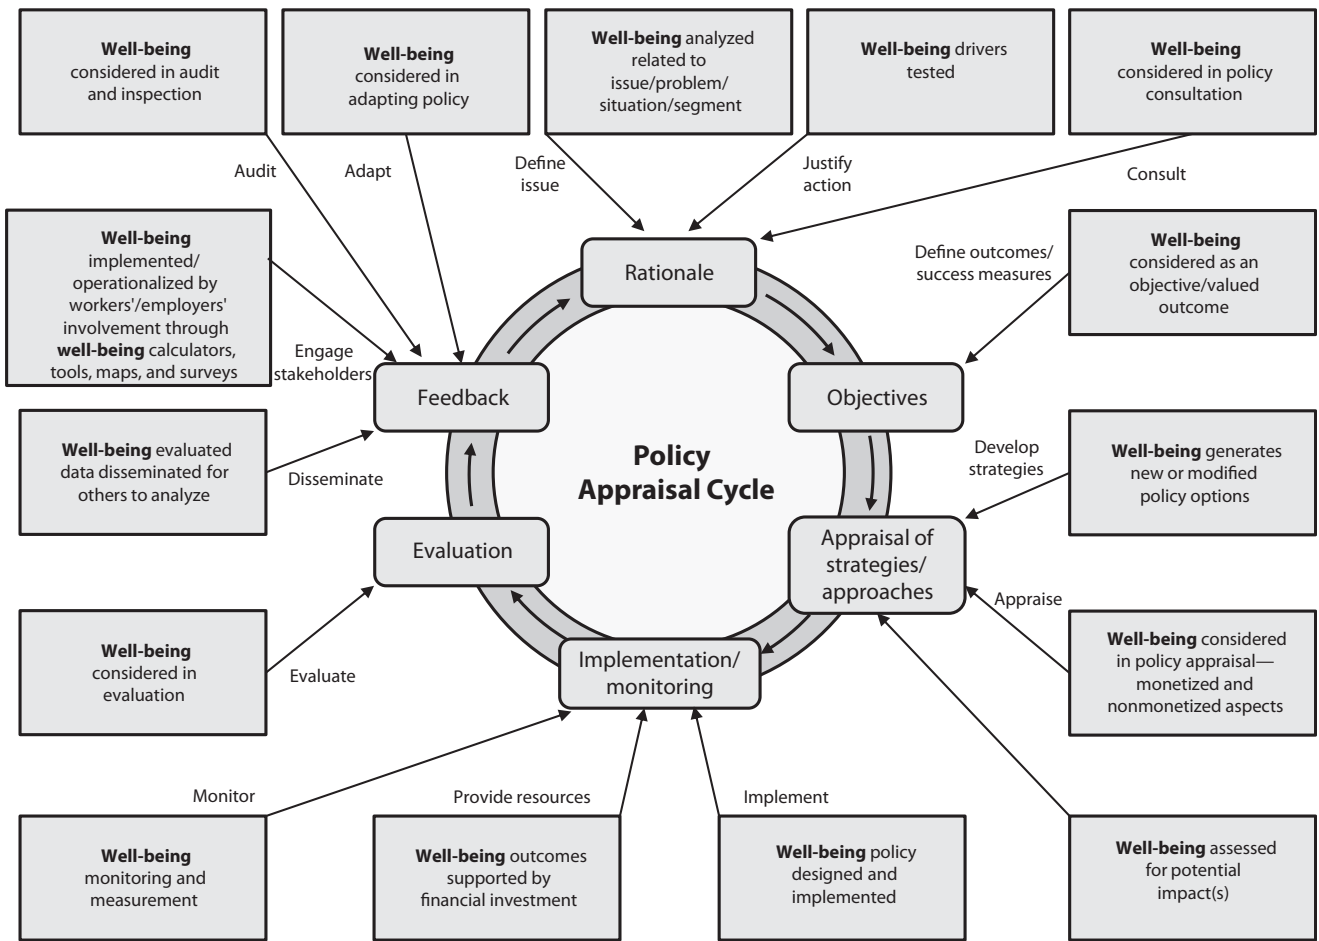 Well-being
considered in audit
and inspection
Well-being
considered in
adapting policy
Well-being analyzed
related to
issue/problem/
situation/segment
Well-being drivers
tested
Well-being
considered in policy
consultation
Audit
Adapt
Define
issue
Justify
action
Consult
Well-being
implemented/
operationalized by
workers'/employers'
involvement through
well-being calculators,
tools, maps, and surveys
Engage
stakeholders
Rationale
Define outcomes/
success measures
Well-being
considered as an
objective/valued
outcome
Feedback
Objectives
Policy
Appraisal Cycle
Well-being evaluated
data disseminated for
others to analyze
Disseminate
Develop
strategies
Well-being generates
new or modified
policy options
Evaluation
Appraisal of
strategies/
approaches
Appraise
Well-being
considered in
evaluation
Evaluate
Implementation/
monitoring
Well-being considered
in policy appraisal—
monetized and
nonmonetized aspects
Monitor
Provide resources
Implement
Well-being
monitoring and
measurement
Well-being outcomes
supported by
financial investment
Well-being policy
designed and
implemented
Well-being assessed
for potential
impact(s)